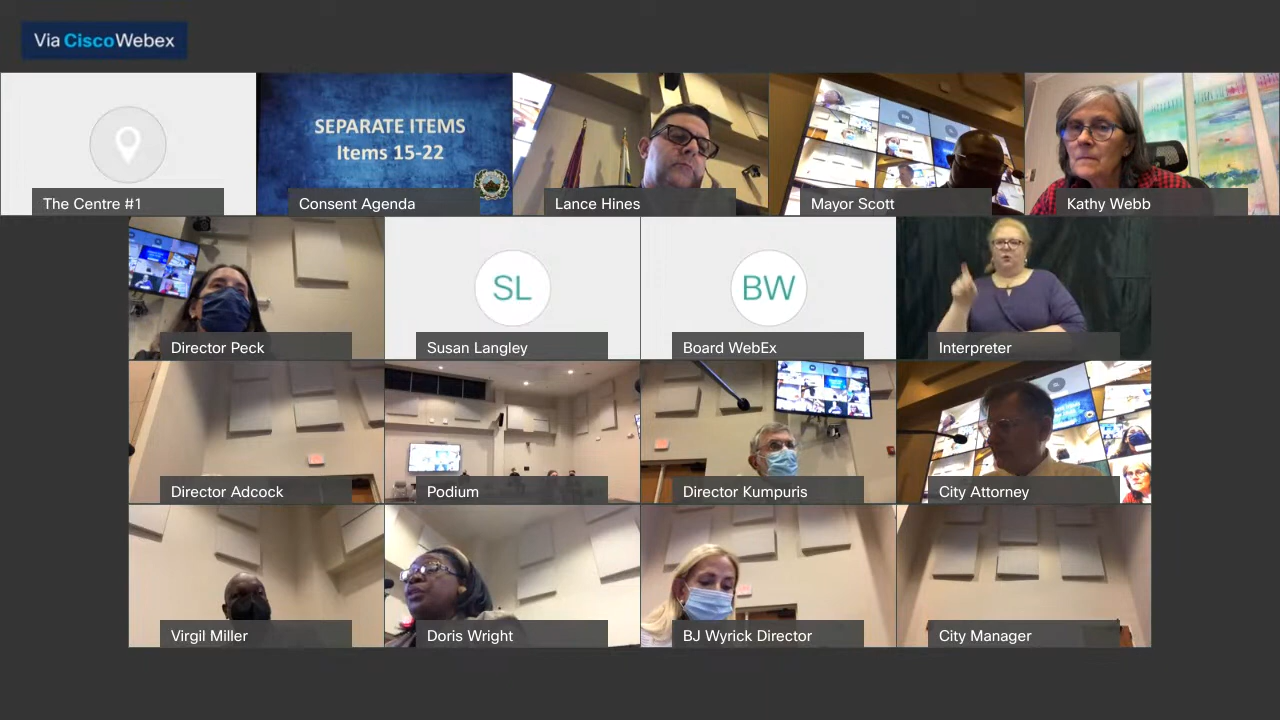 Via Cisco Webex
SEPARATE ITEMS
Items 15-22
The Centre #1
Consent Agenda
Lance Hines
Mayor Scott
Kathy Webb
SL
BW
Director Peck
Susan Langley
Board WebEx
Interpreter
Director Adcock
Podium
Director Kumpuris
City Attorney
Virgil Miller
Doris Wright
BJ Wyrick Director
City Manager